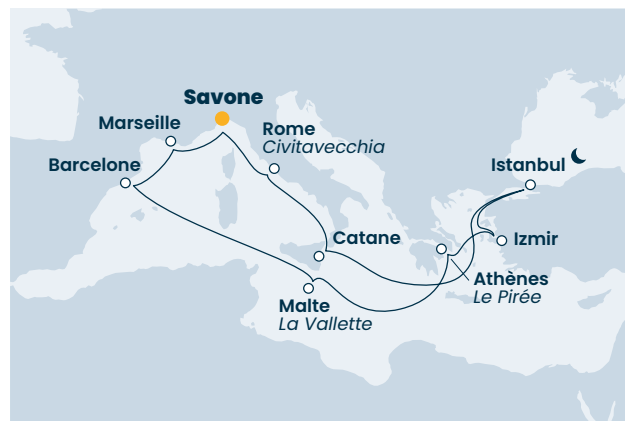 Savone
Marseille
Rome
Civitavecchia
Barcelone
Istanbul
Catane
Izmir
Athènes
Le Pirée
Malte
La Vallette